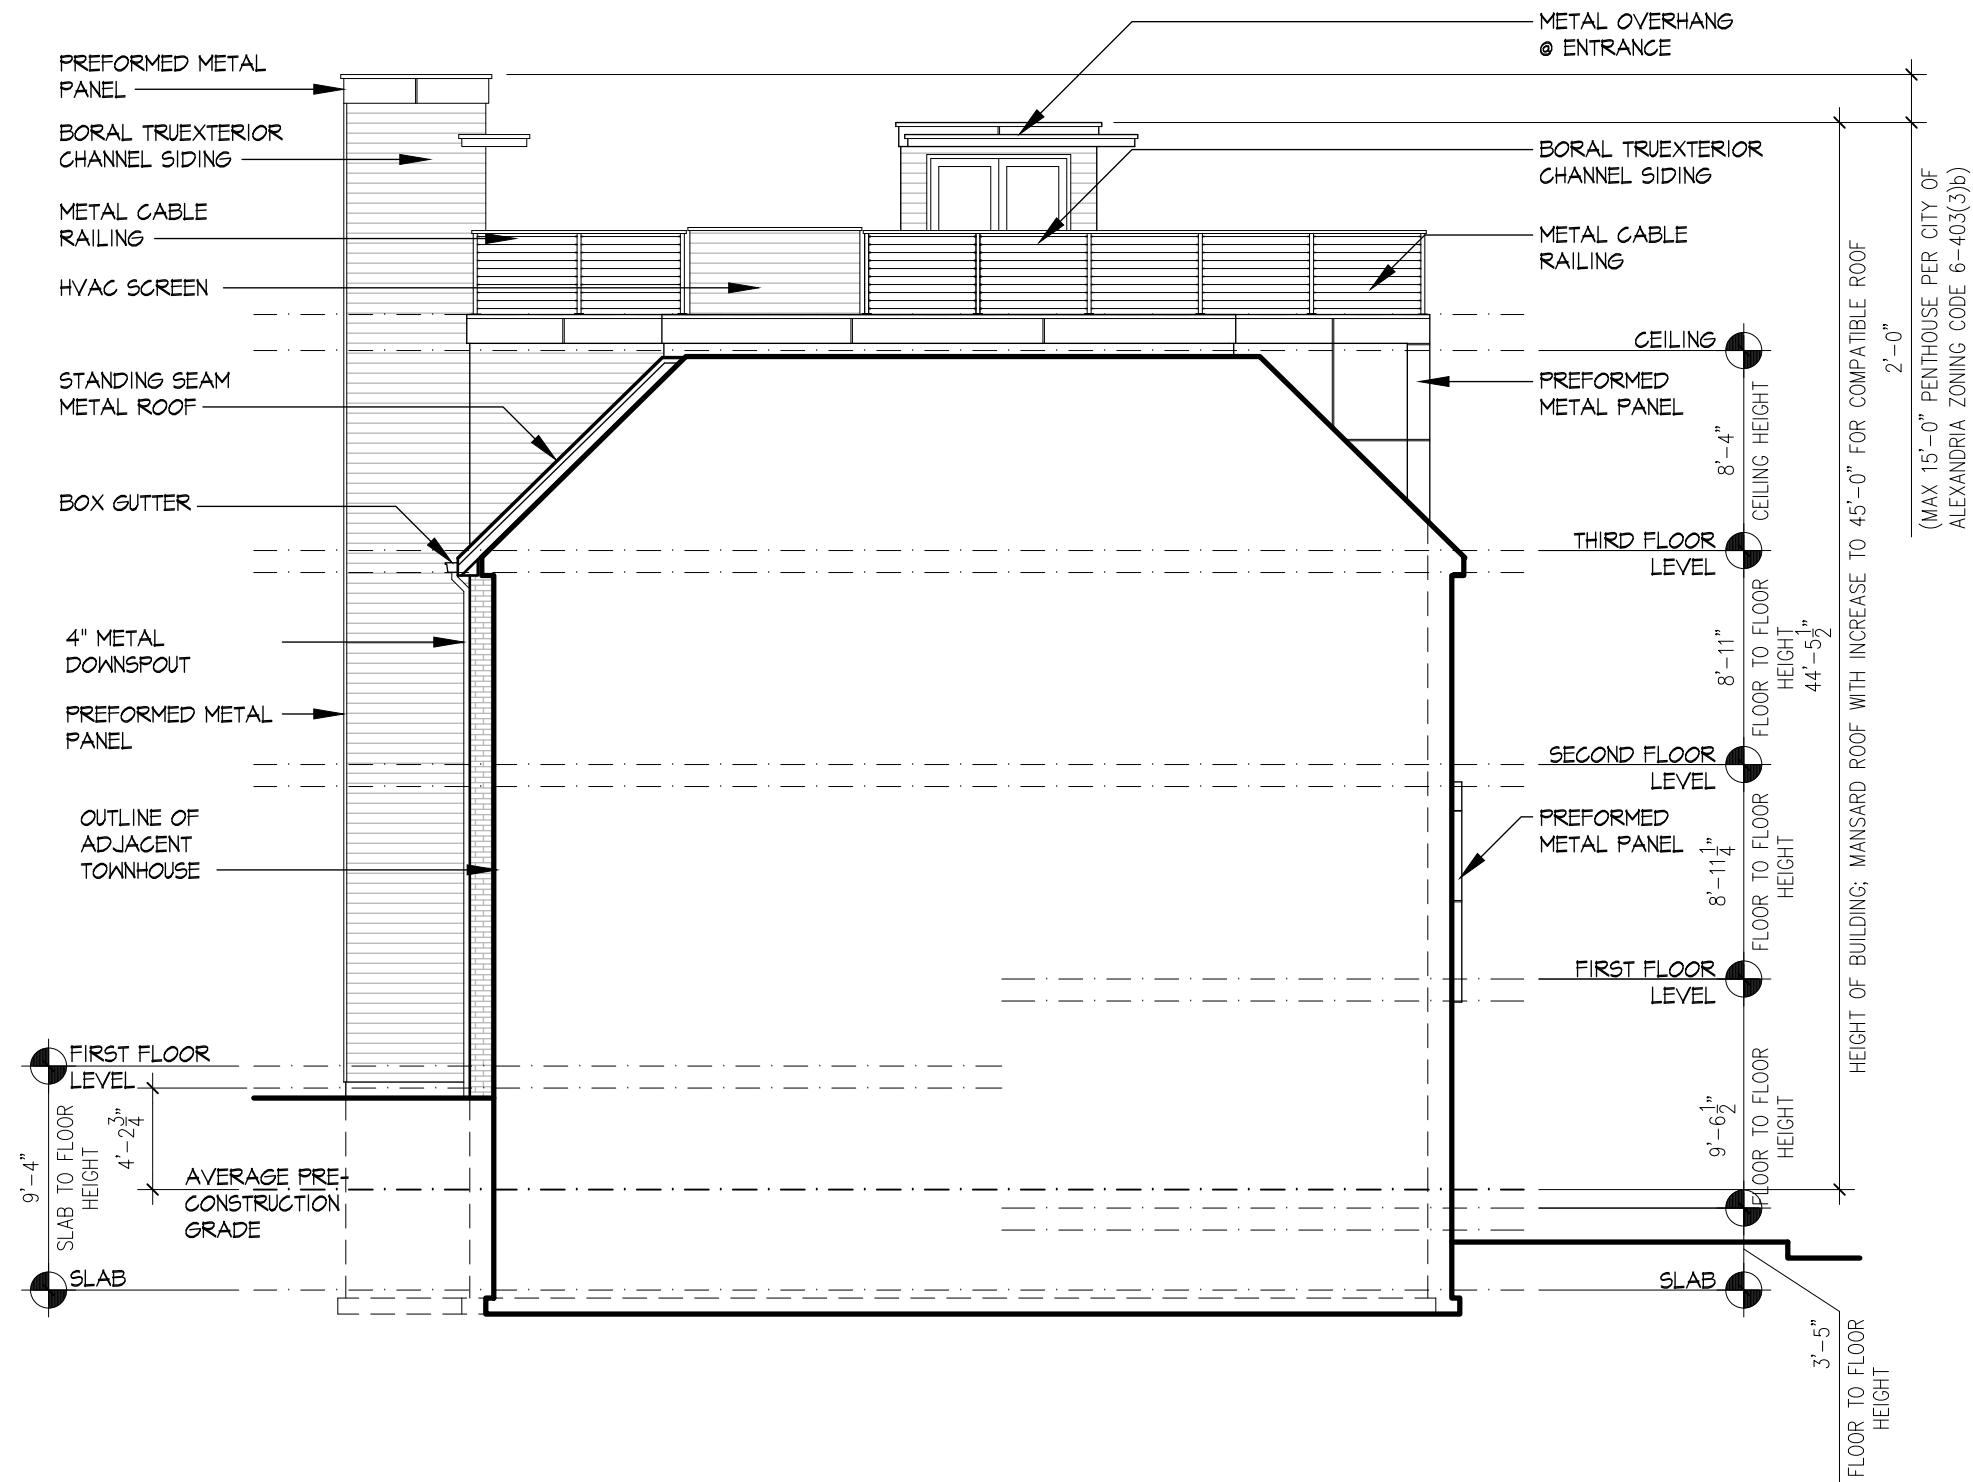 METAL OVERHANG
@ ENTRANCE
PREFORMED METAL
PANEL
BORAL TRUEXTERIOR
CHANNEL SIDING
BORAL TRUEXTERIOR
CHANNEL SIDING
METAL CABLE
RAILING
METAL CABLE
RAILING
HVAC SCREEN
CEILING
STANDING SEAM
METAL ROOF
PREFORMED
METAL PANEL
BOX GUTTER
THIRD FLOOR
LEVEL
4" METAL
DOWNSPOUT
PREFORMED METAL
PANEL
SECOND FLOOR
LEVEL
OUTLINE OF
ADJACENT
TOWNHOUSE
PREFORMED
METAL PANEL
FIRST FLOOR
LEVEL
FIRST FLOOR
LEVEL
AVERAGE PRE-
CONSTRUCTION
GRADE
SLAB
SLAB
9'-4"
SLAB TO FLOOR
HEIGHT
4'-2 3/4"
8'-4"
CEILING HEIGHT
8'-11"
FLOOR TO FLOOR
HEIGHT
8'-11 1/4"
FLOOR TO FLOOR
HEIGHT
9'-6 1/2"
FLOOR TO FLOOR
HEIGHT
3'-5"
FLOOR TO FLOOR
HEIGHT
44'-5 1/2"
HEIGHT OF BUILDING; MANSARD ROOF WITH INCREASE TO 45'-0" FOR COMPATIBLE ROOF
2'-0"
(MAX 15'-0" PENTHOUSE PER CITY OF
ALEXANDRIA ZONING CODE 6-403(3)b)